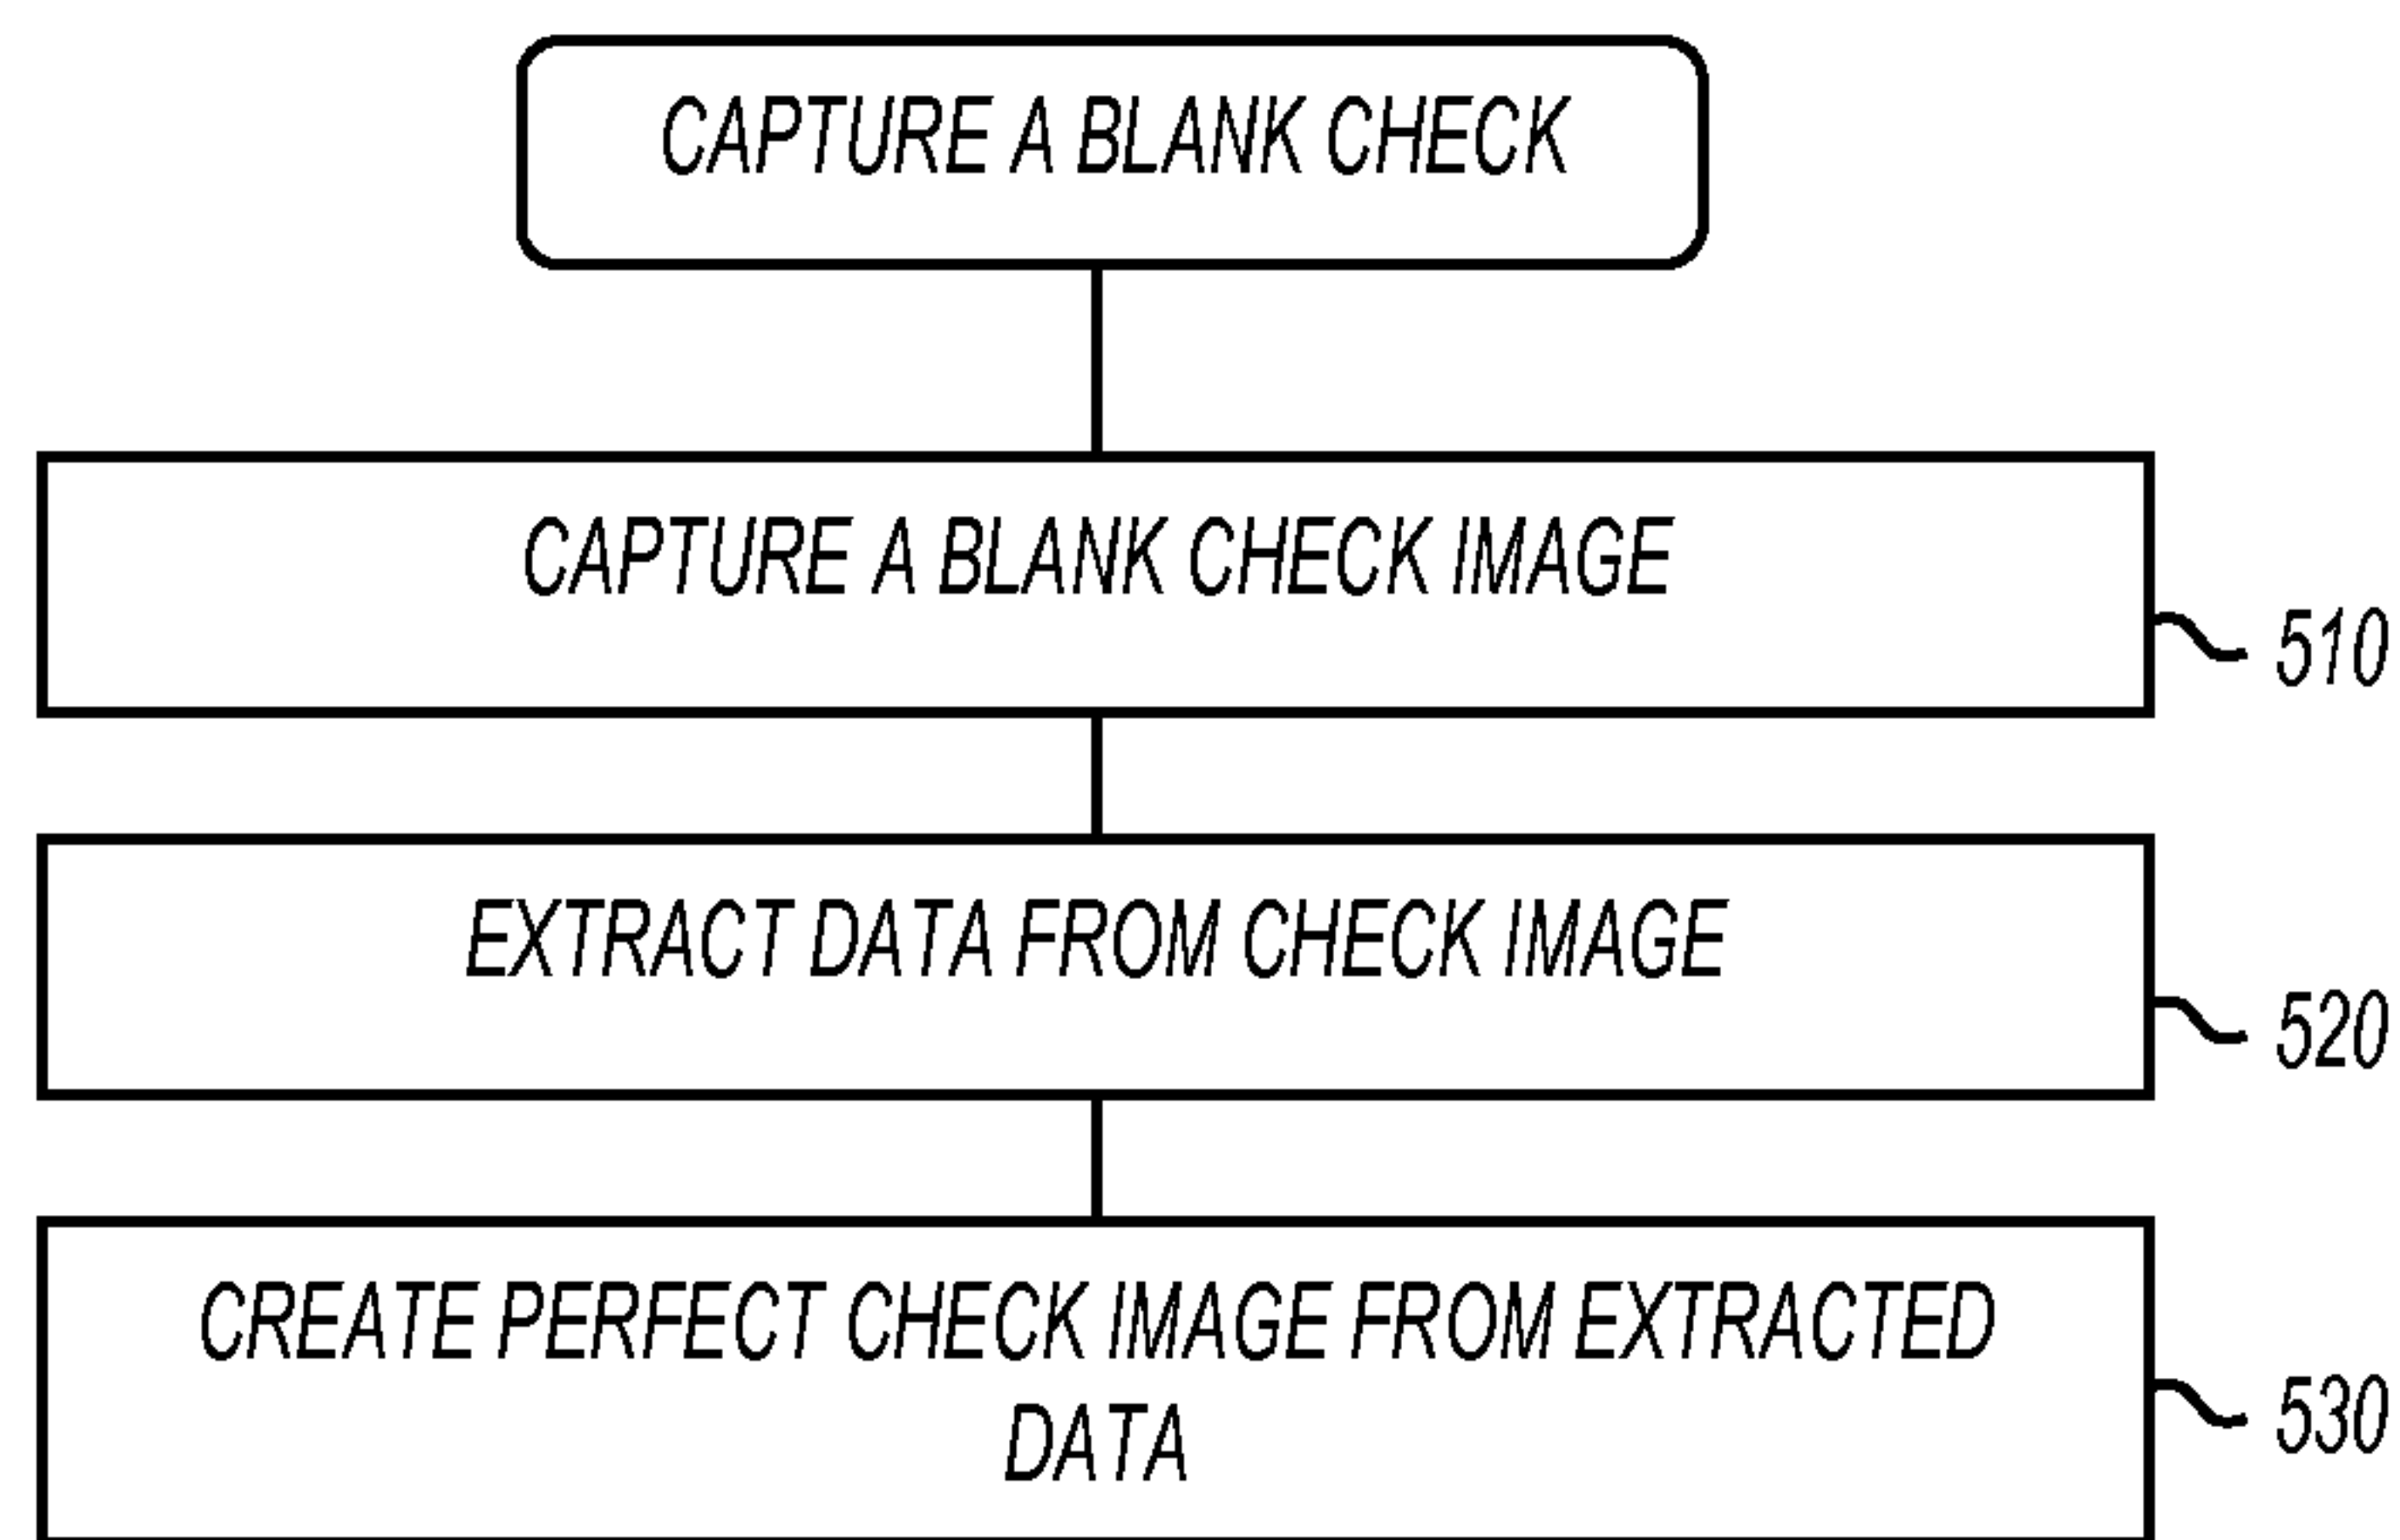 CAPTURE A BLANK CHECK
CAPTURE A BLANK CHECK IMAGE
510
EXTRACT DATA FROM CHECK IMAGE
520
CREATE PERFECT CHECK IMAGE FROM EXTRACTED
DATA
530